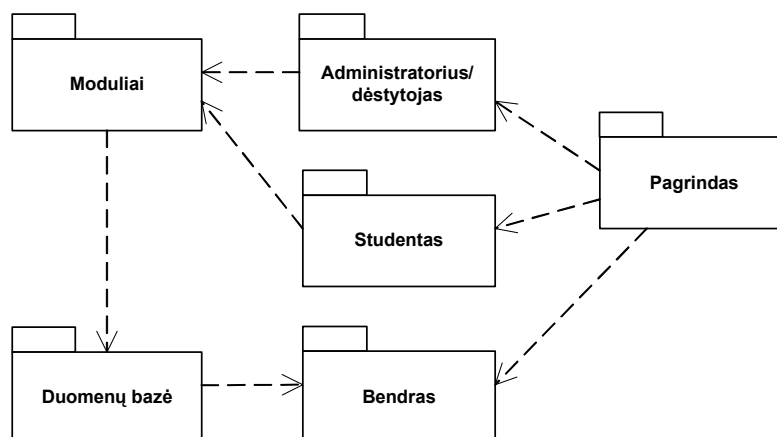 Moduliai
Administratorius/
dėstytojas
Pagrindas
Studentas
Duomenų bazė
Bendras